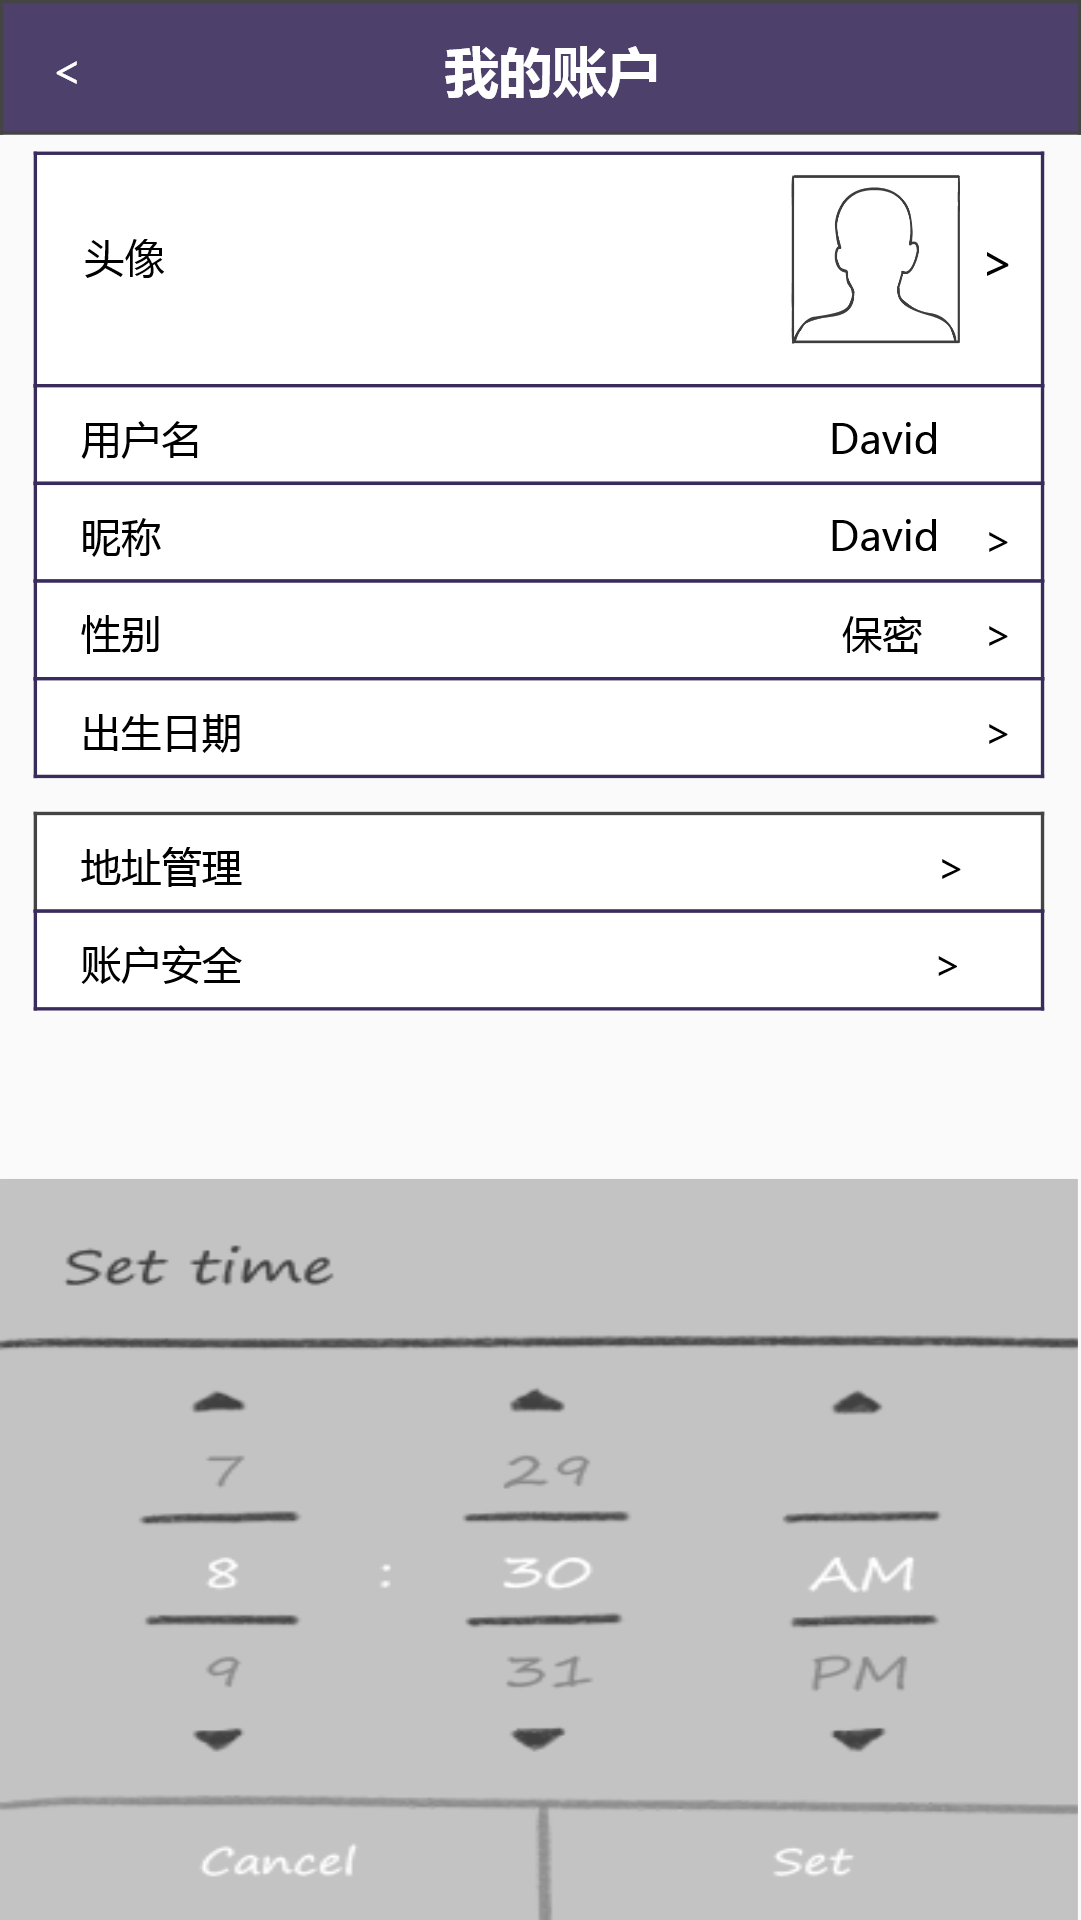 < 我的账户
头像 >
用户名 David
昵称 David >
性别 保密 >
出生日期 >
地址管理 >
账户安全 >
Set time
7 29
8 : 30 AM
9 31 PM
Cancel Set